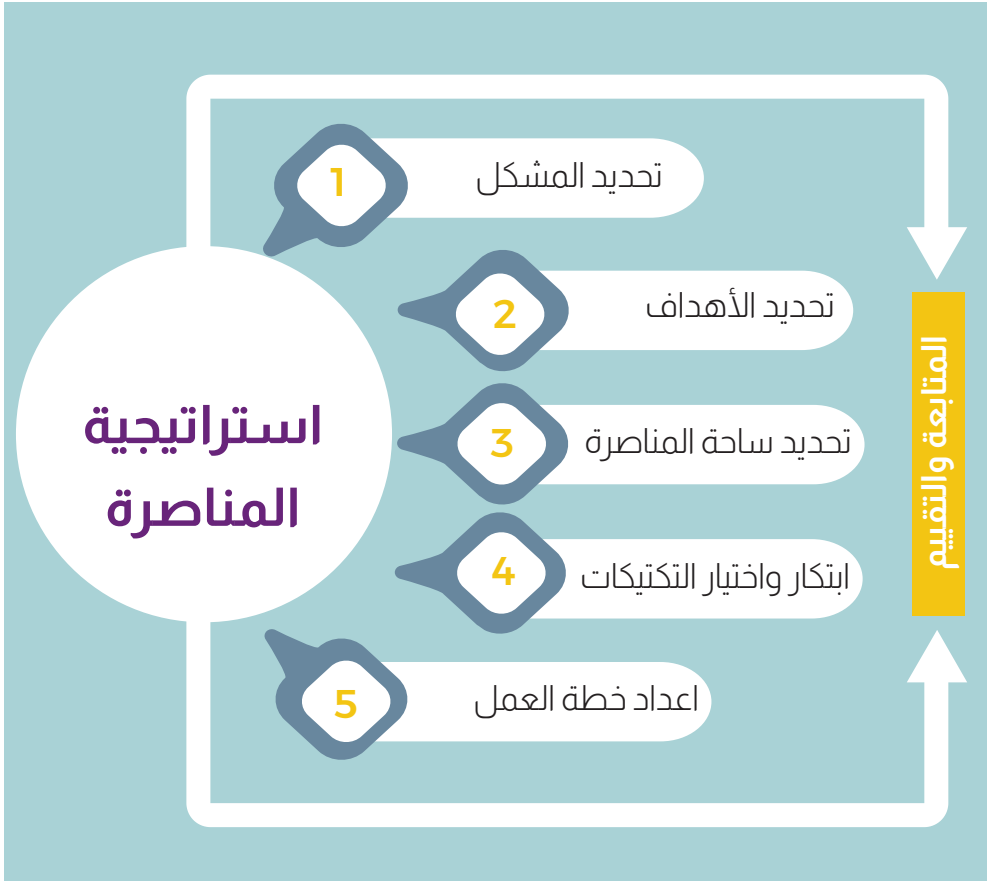 استراتيجية
المناصرة
1
تحديد المشكل
2
تحديد الأهداف
3
تحديد ساحة المناصرة
4
ابتكار واختيار التكتيكات
5
اعداد خطة العمل
المتابعة والتقييم